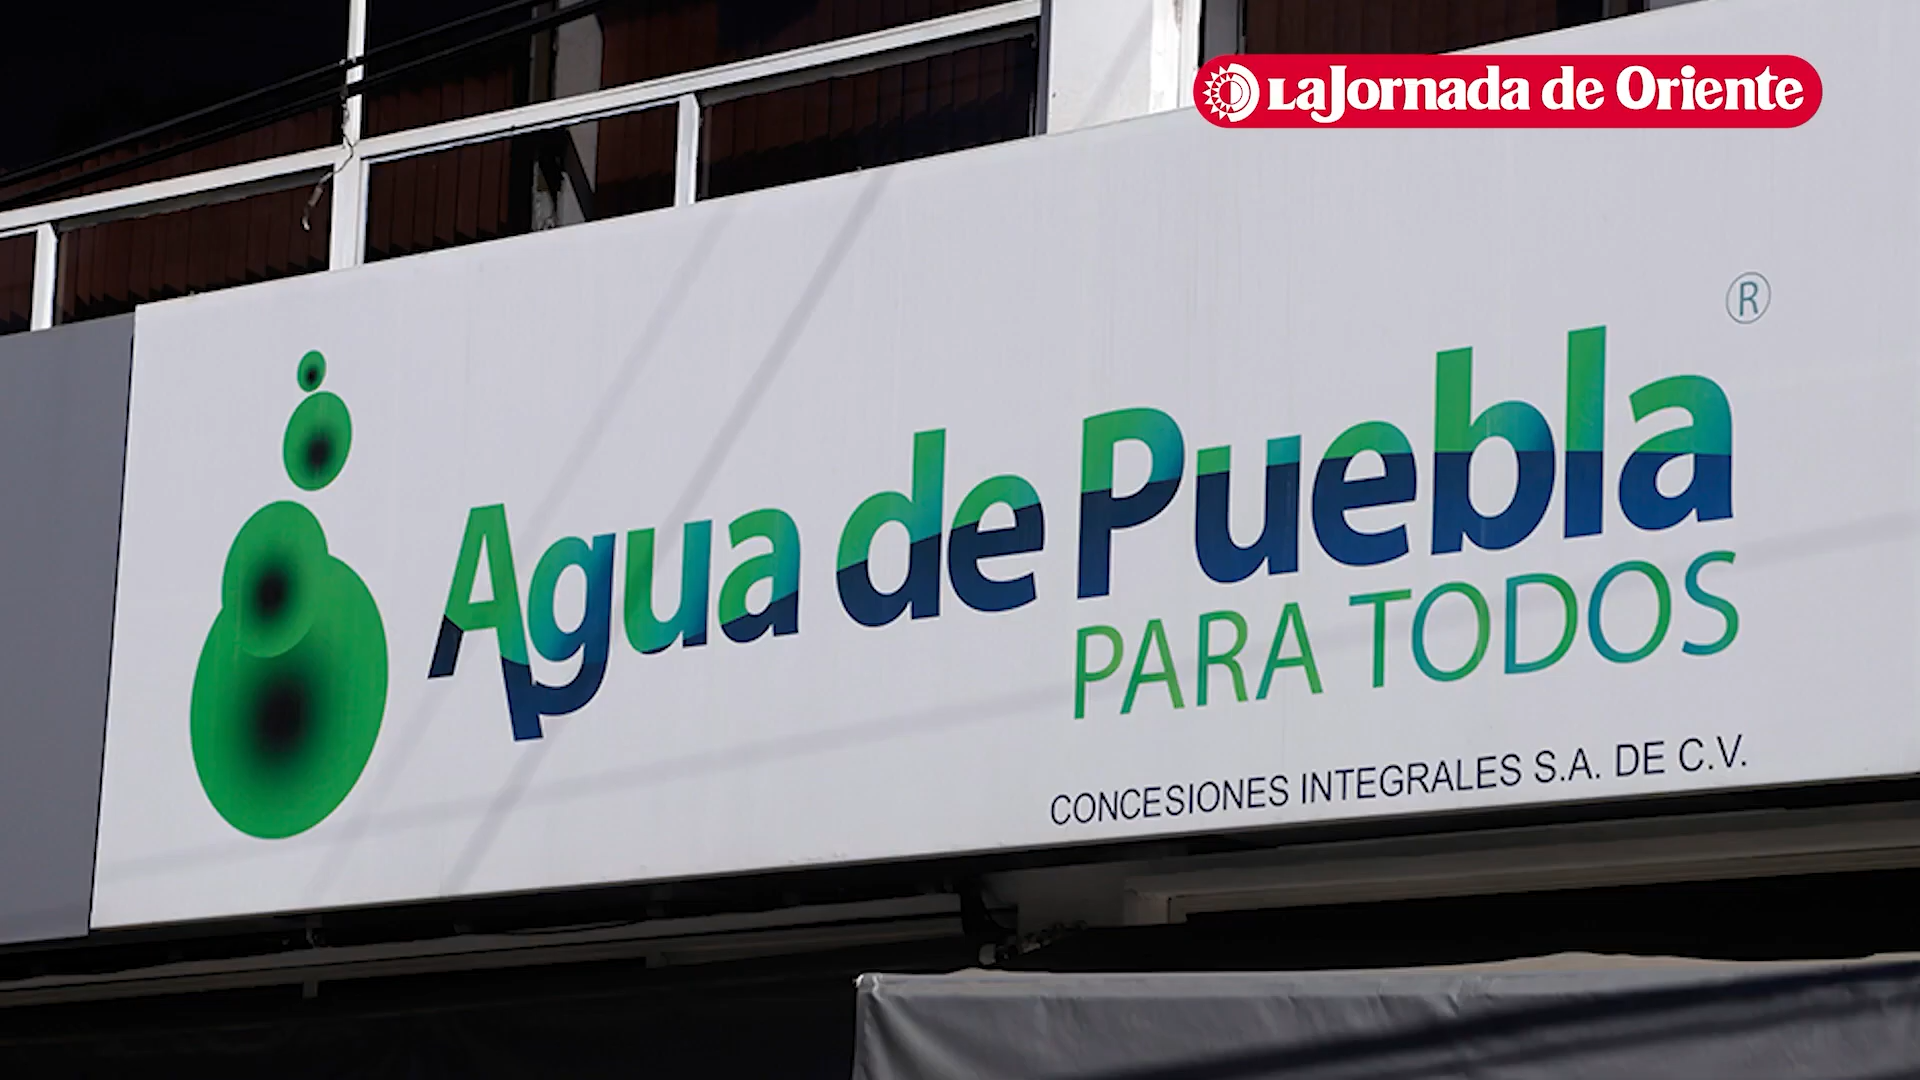 LaJornada de Oriente
®
Agua de Puebla
PARA TODOS
CONCESIONES INTEGRALES S.A. DE C.V.